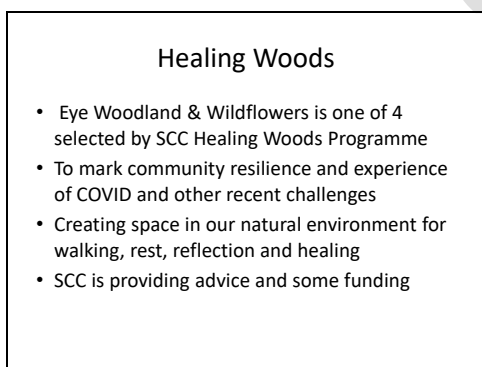 Healing Woods
• Eye Woodland & Wildflowers is one of 4
selected by SCC Healing Woods Programme
• To mark community resilience and experience
of COVID and other recent challenges
• Creating space in our natural environment for
walking, rest, reflection and healing
• SCC is providing advice and some funding